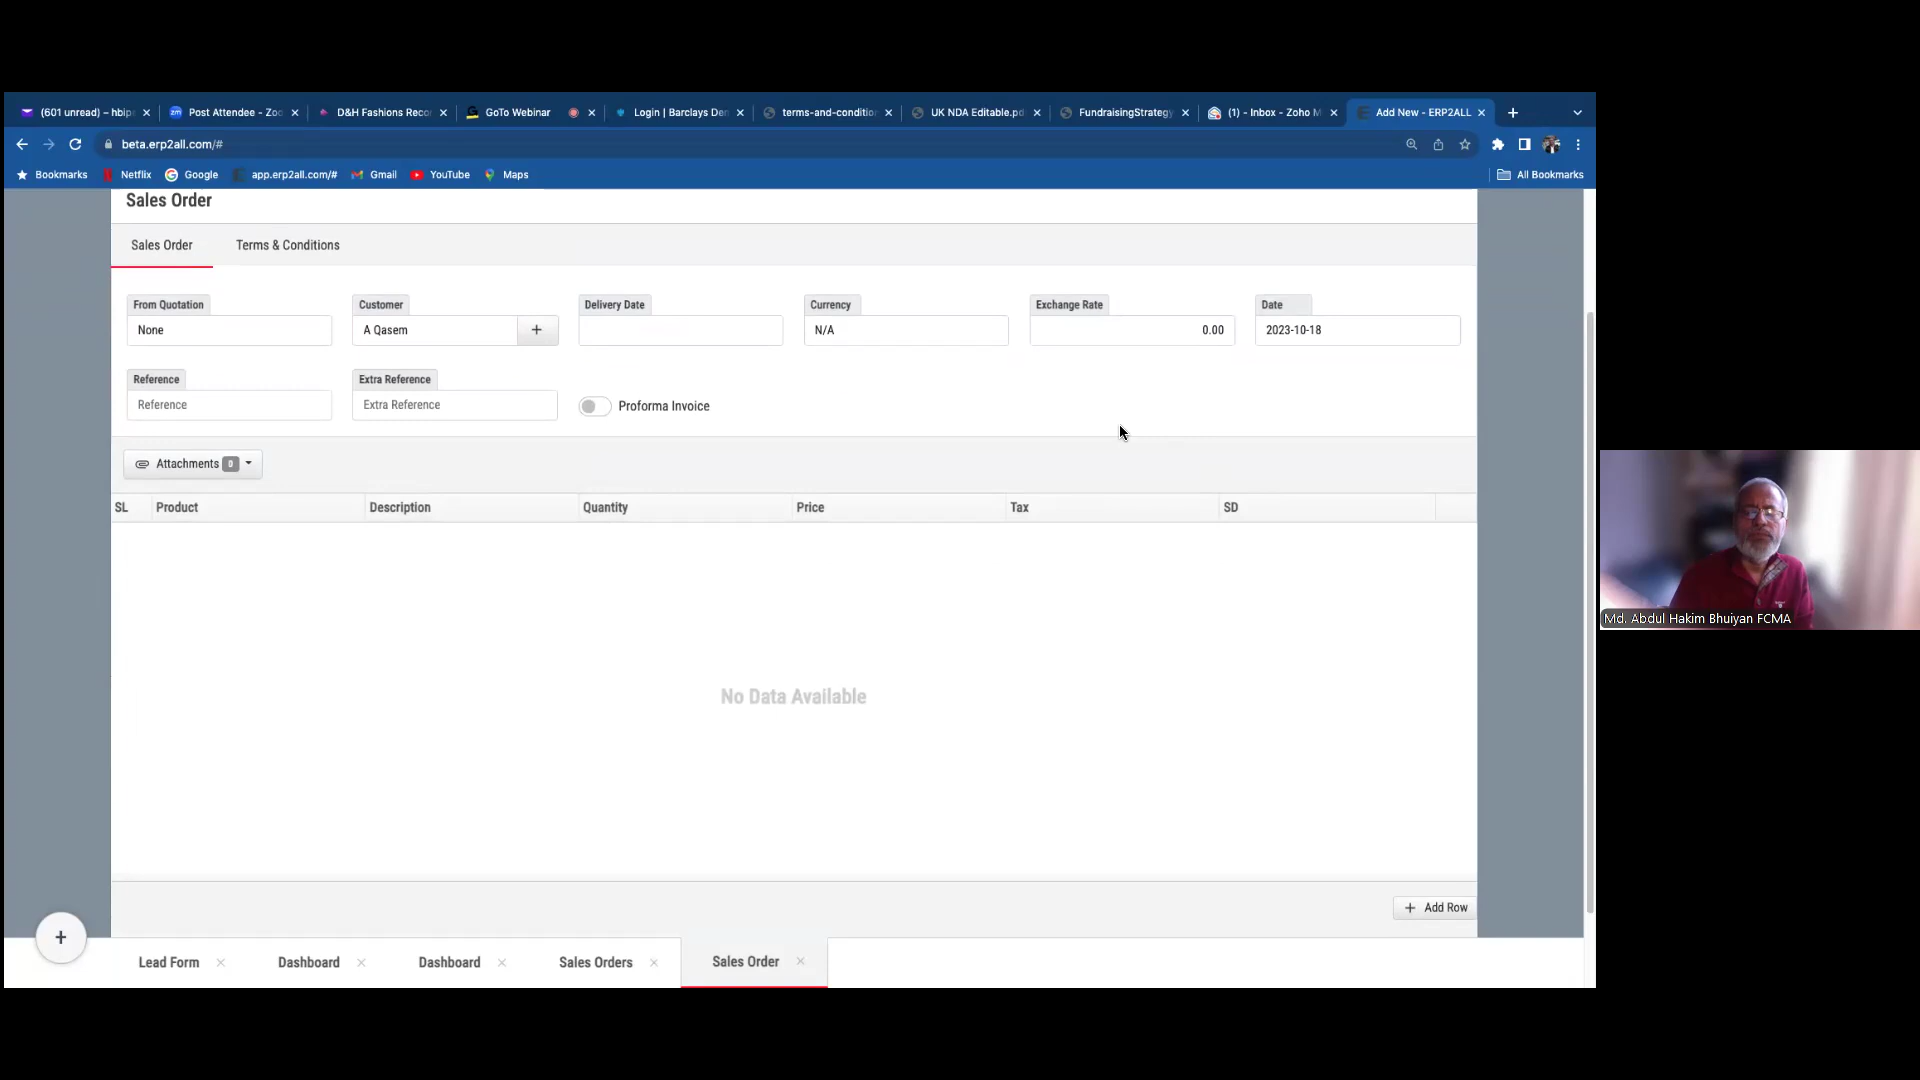 (601 unread) – hbip
Post Attendee - Zoo
D&H Fashions Reco
GoTo Webinar
Login | Barclays De
terms-and-conditio
UK NDA Editable.pd
FundraisingStrategy
(1) - Inbox - Zoho M
Add New - ERP2ALL
beta.erp2all.com/#
Bookmarks
Netflix
Google
app.erp2all.com/#
Gmail
YouTube
Maps
All Bookmarks
Sales Order
Sales Order
Terms & Conditions
From Quotation
Customer
Delivery Date
Currency
Exchange Rate
Date
None
A Qasem
+
N/A
0.00
2023-10-18
Reference
Extra Reference
Reference
Extra Reference
Proforma Invoice
Attachments 0
SL
Product
Description
Quantity
Price
Tax
SD
No Data Available
+ Add Row
+
Lead Form
Dashboard
Dashboard
Sales Orders
Sales Order
Md. Abdul Hakim Bhuiyan FCMA